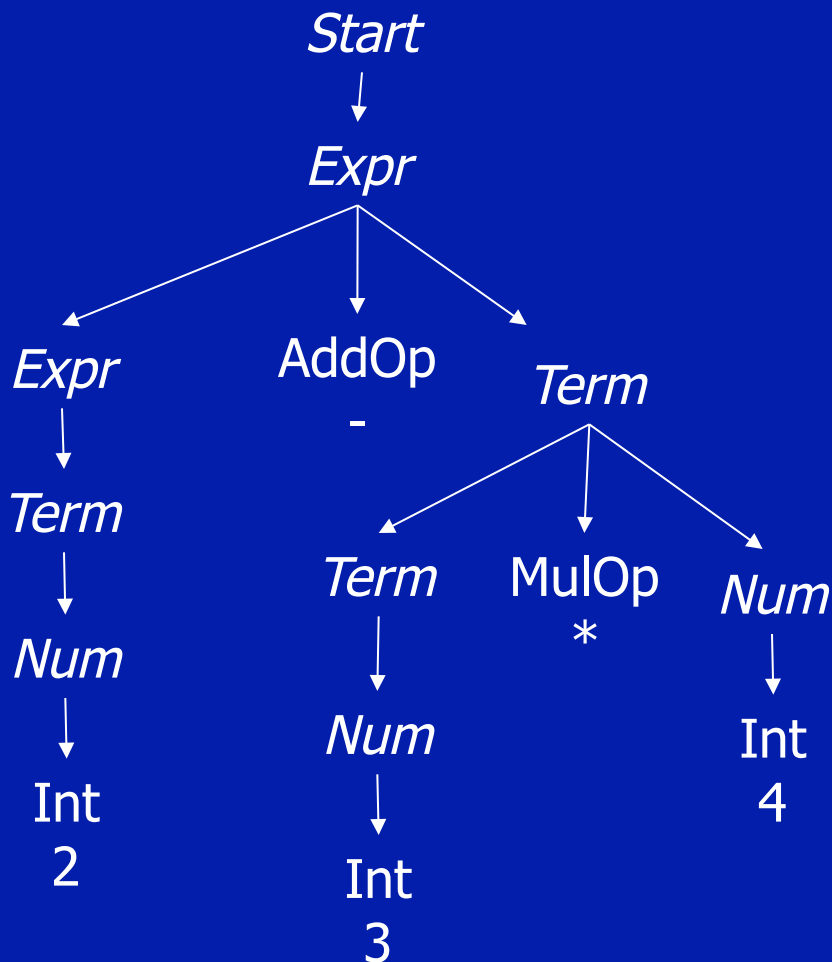 Start
Expr
Expr
AddOp
-
Term
Term
Term
MulOp
*
Num
Num
Num
Int
4
Int
2
Int
3